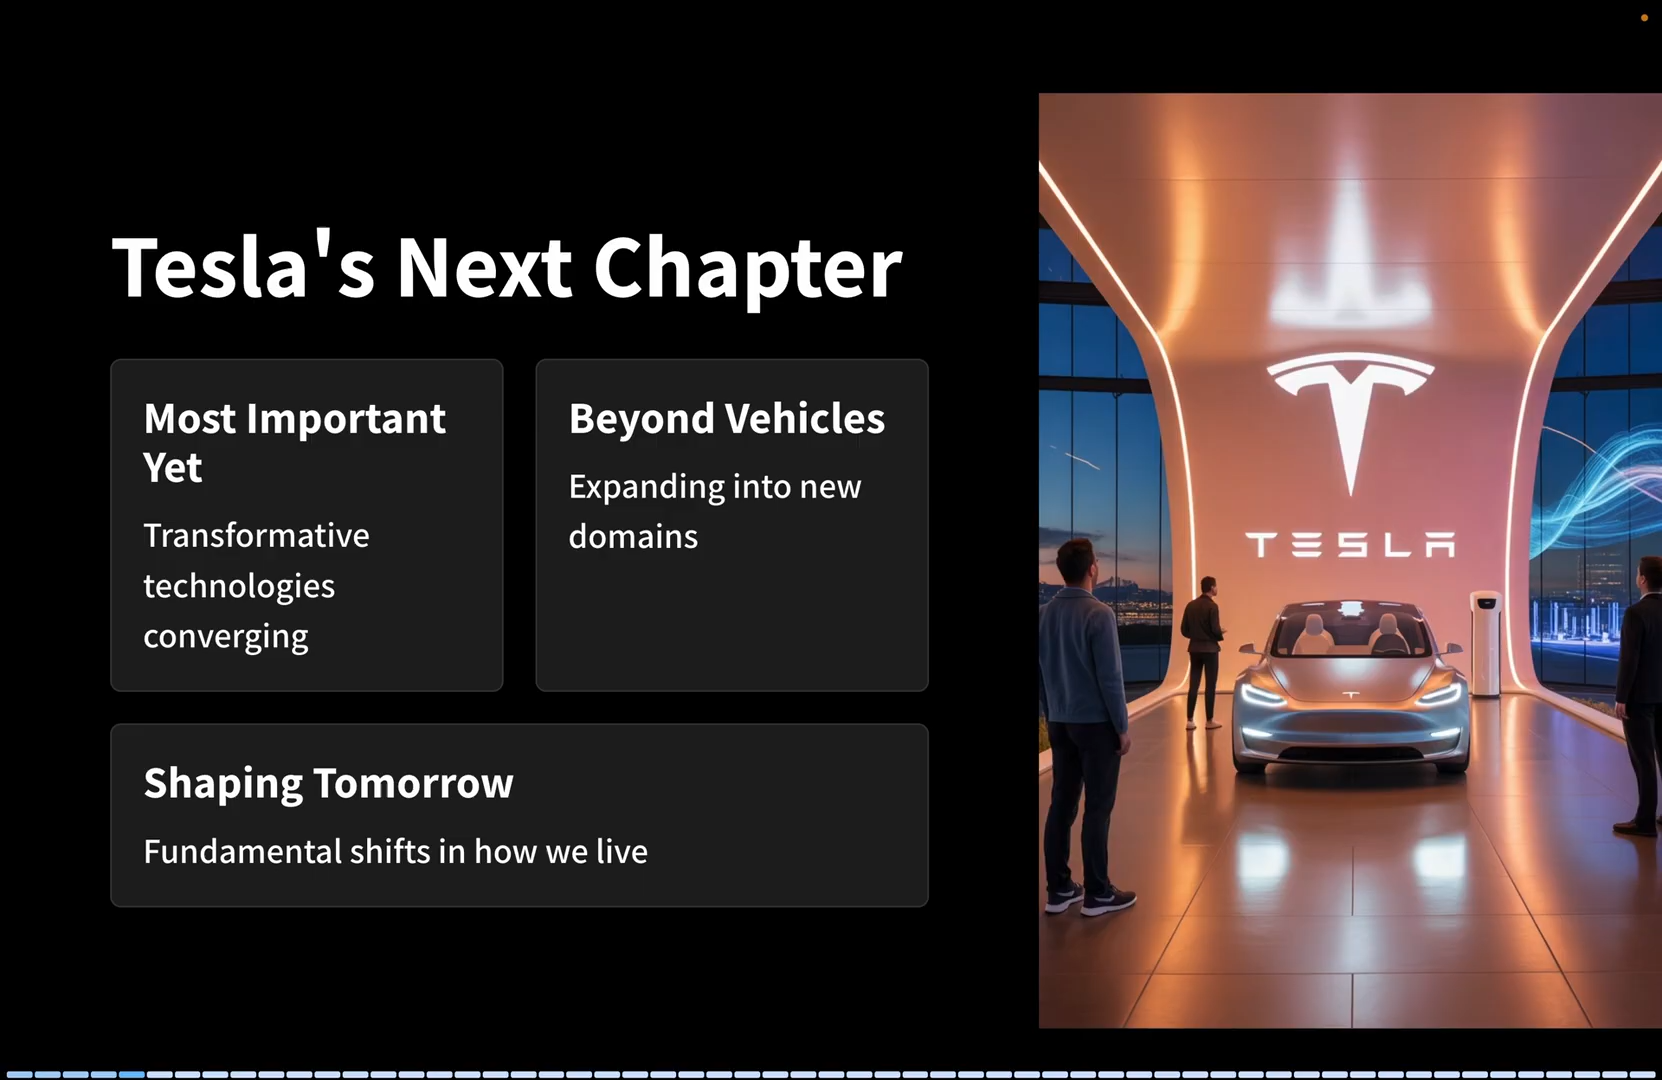 Tesla's Next Chapter
Most Important
Yet
Transformative
technologies
converging
Beyond Vehicles
Expanding into new
domains
Shaping Tomorrow
Fundamental shifts in how we live
TESLA